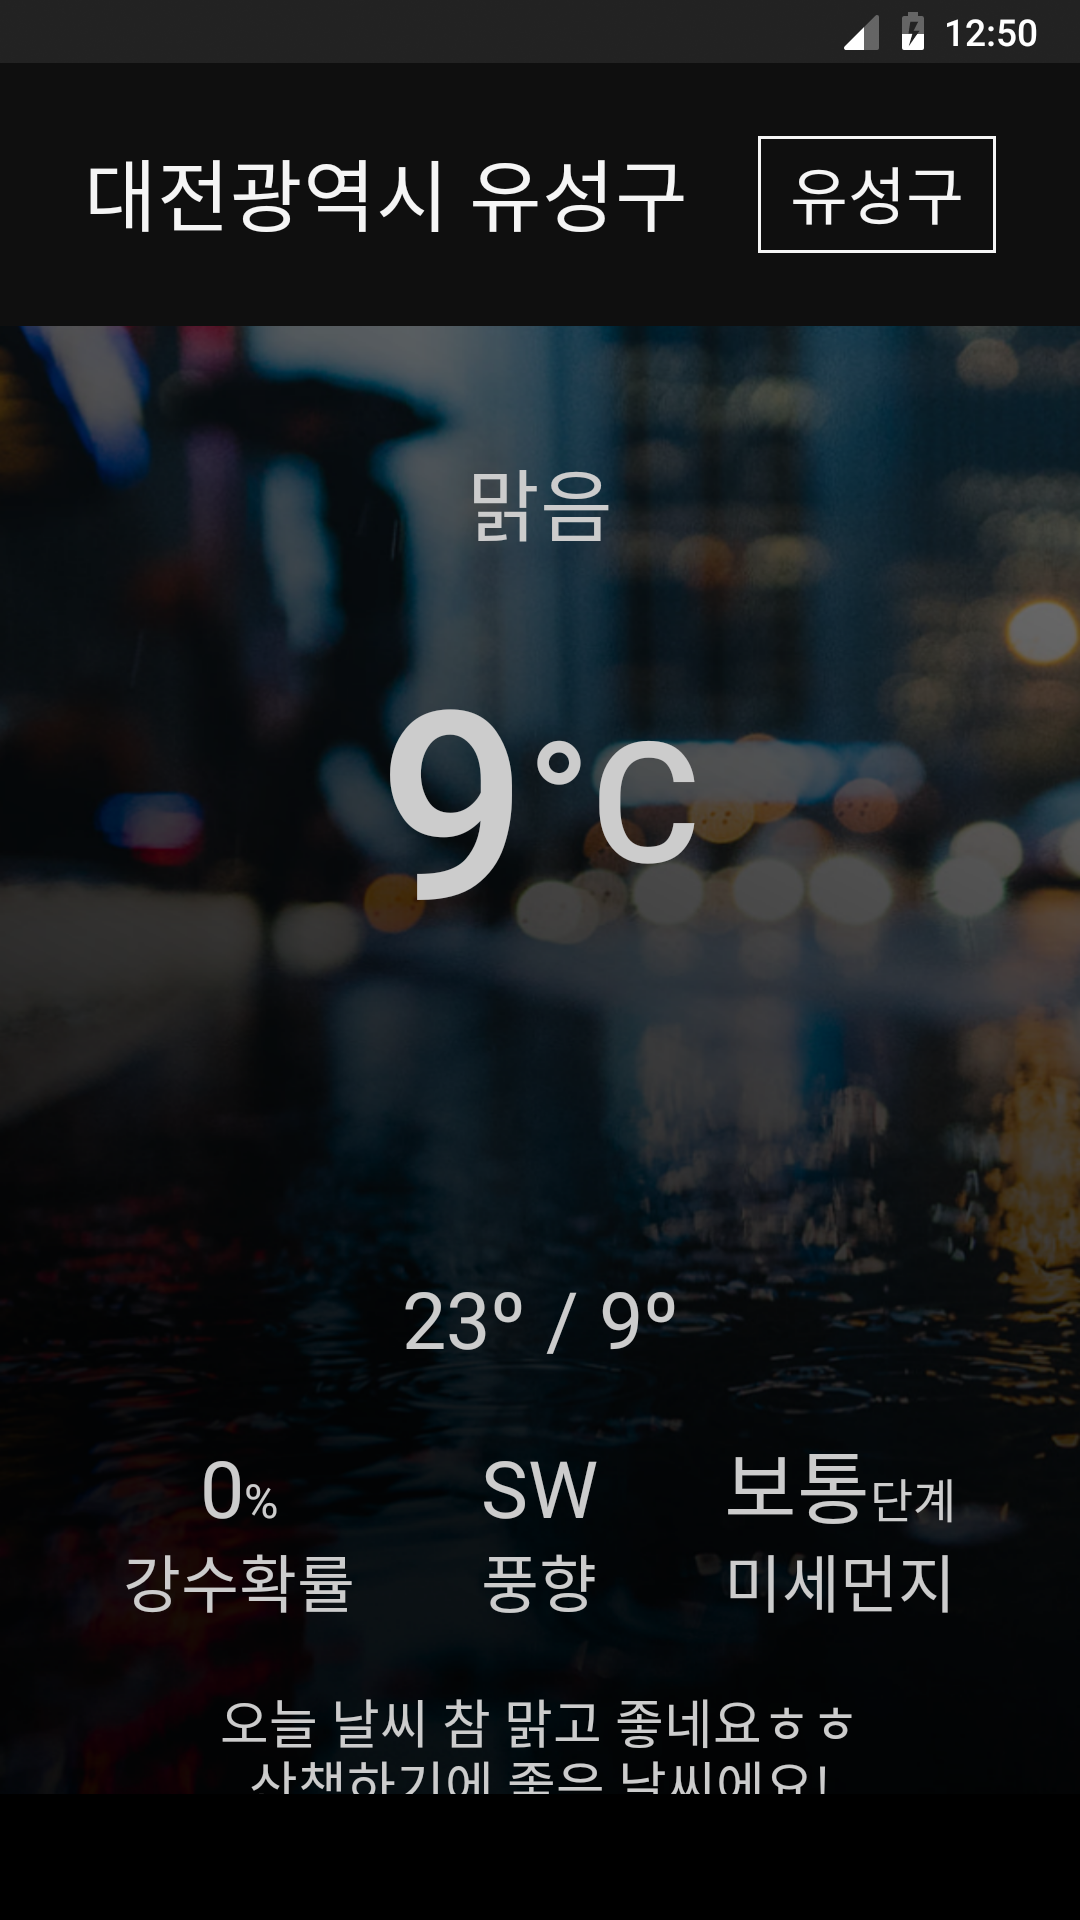 12:50
대전광역시 유성구 유성구
맑음
9°C
23º / 9º
0% SW 보통단계
강수확률 풍향 미세먼지
오늘 날씨 참 맑고 좋네요ㅎㅎ
산책하기에 좋은 날씨에요!